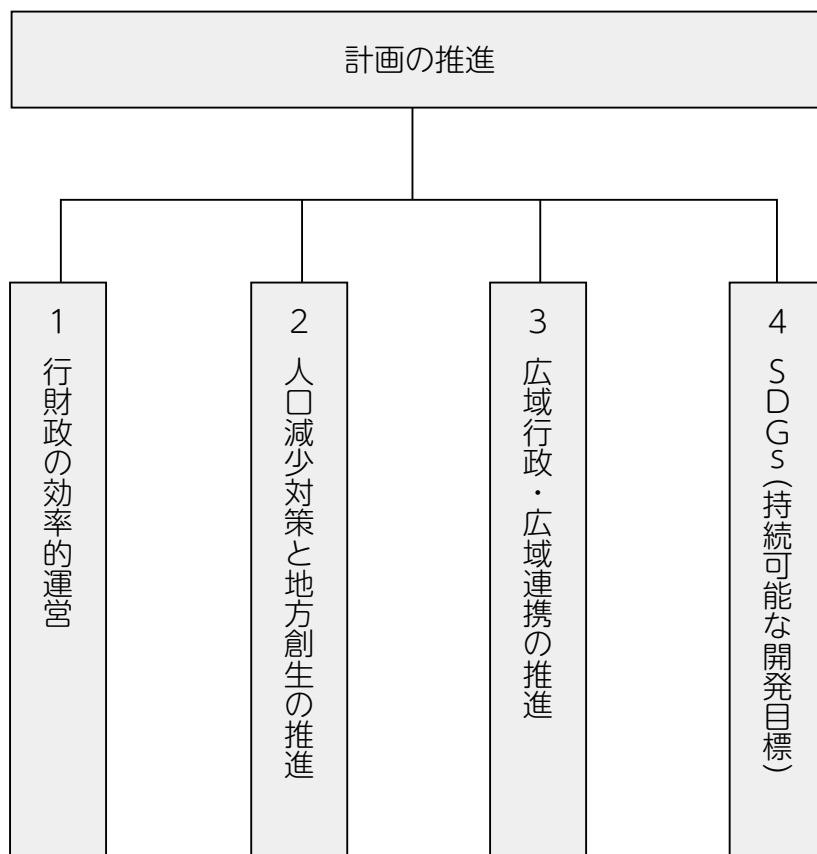 計画の推進
1 行財政の効率的運営
2 人口減少対策と地方創生の推進
3 広域行政・広域連携の推進
4 SDGs(持続可能な開発目標)